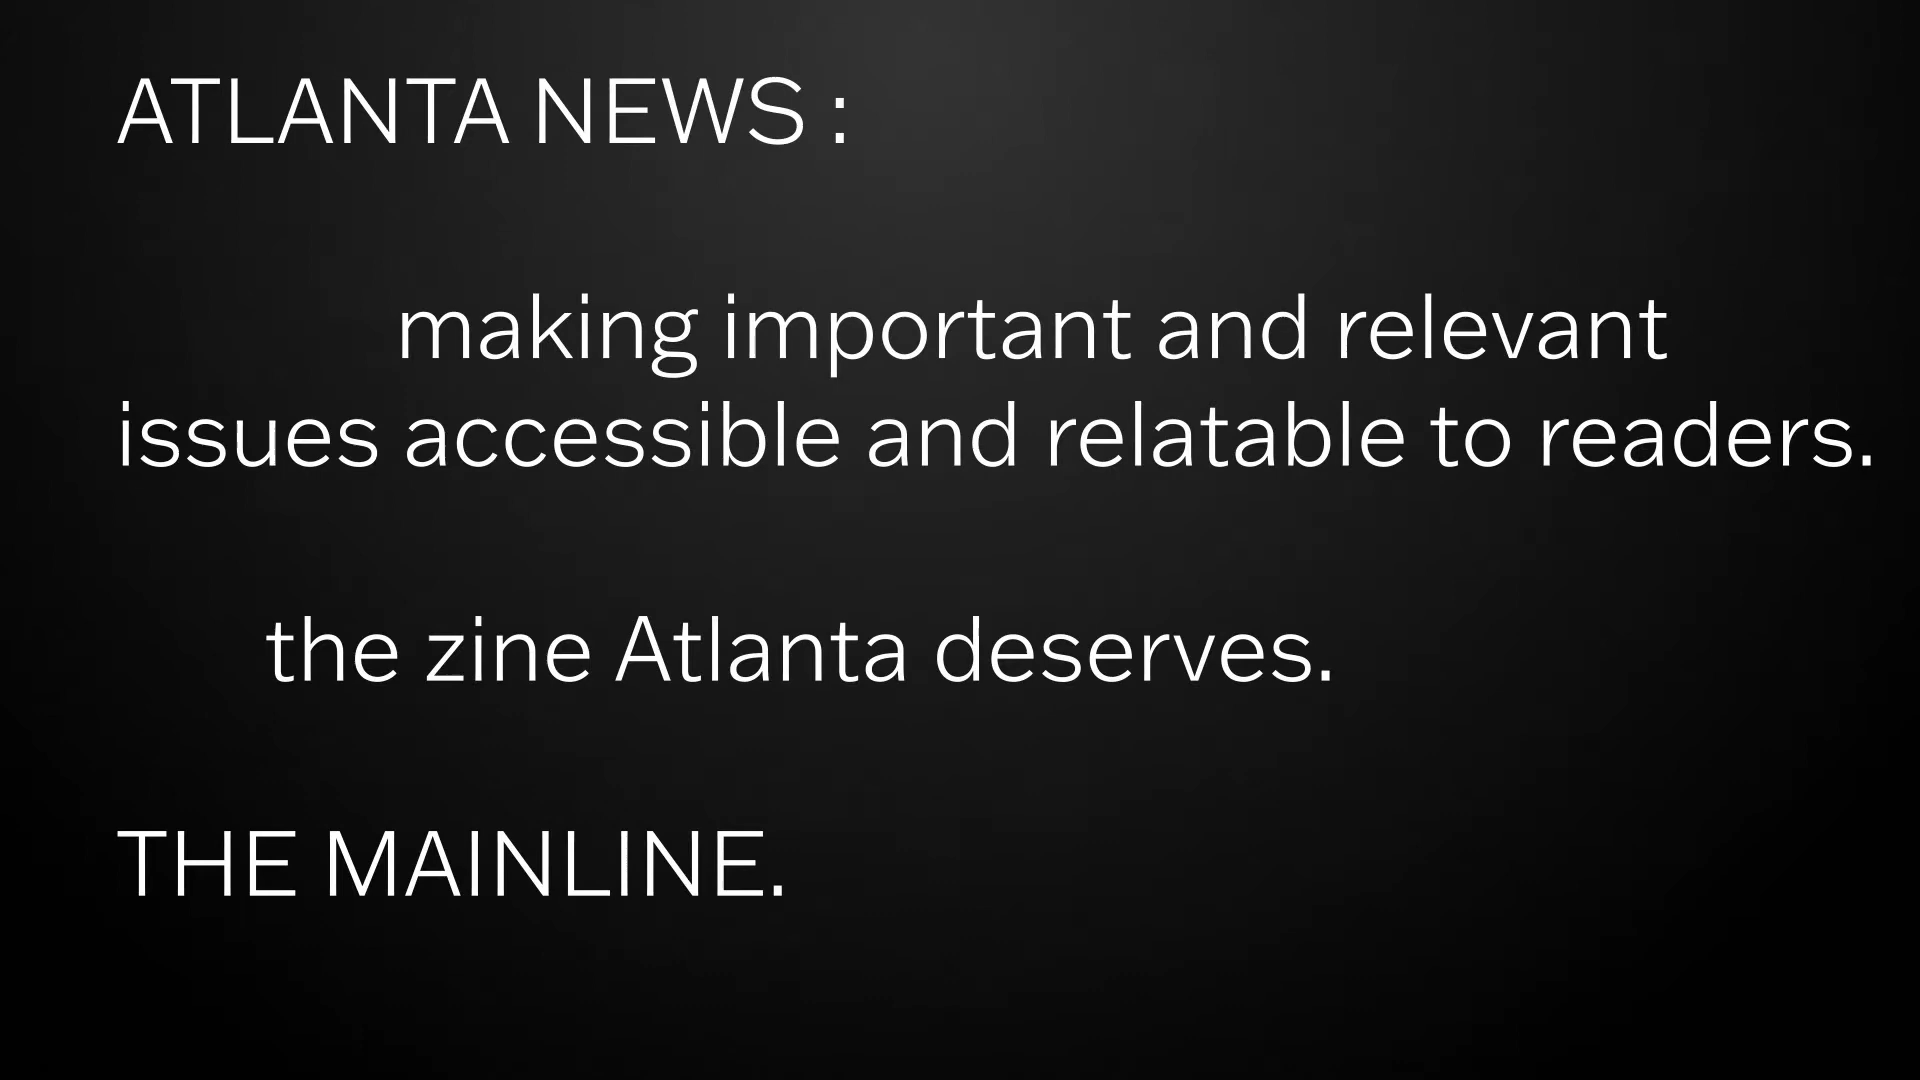 ATLANTA NEWS :
making important and relevant
issues accessible and relatable to readers.
the zine Atlanta deserves.
THE MAINLINE.